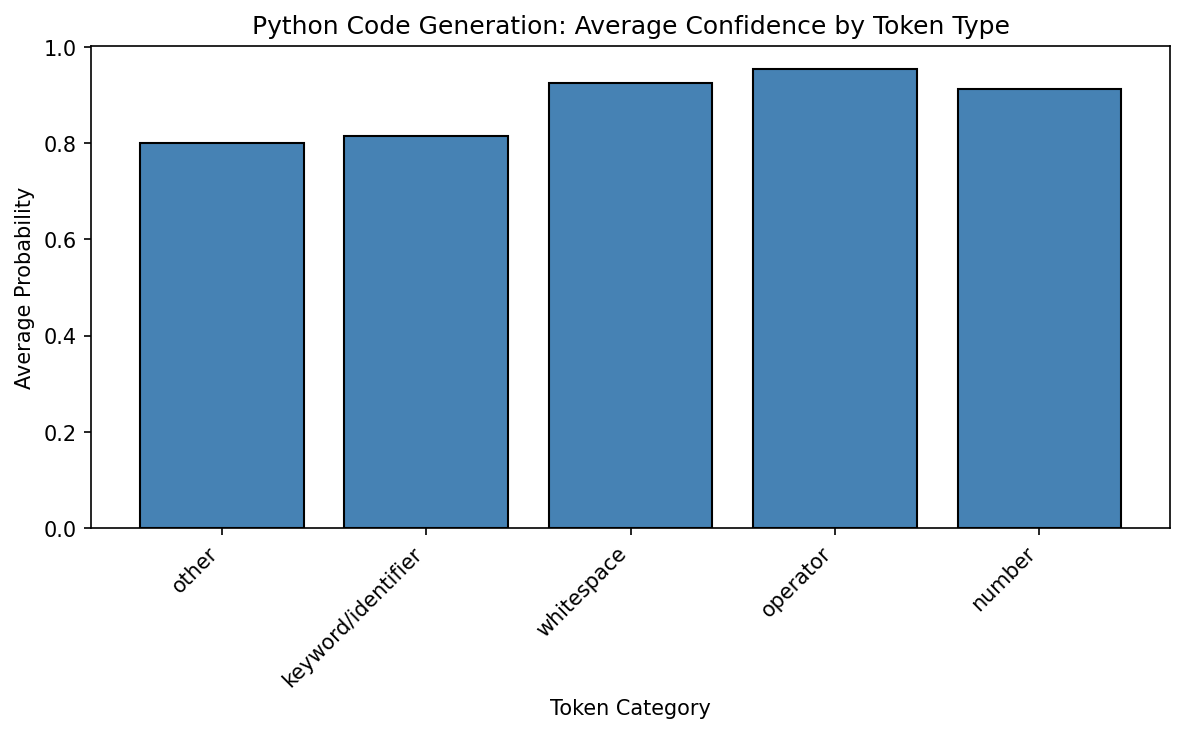 Python Code Generation: Average Confidence by Token Type
Average Probability
1.0
0.8
0.6
0.4
0.2
0.0
other
keyword/identifier
whitespace
operator
number
Token Category